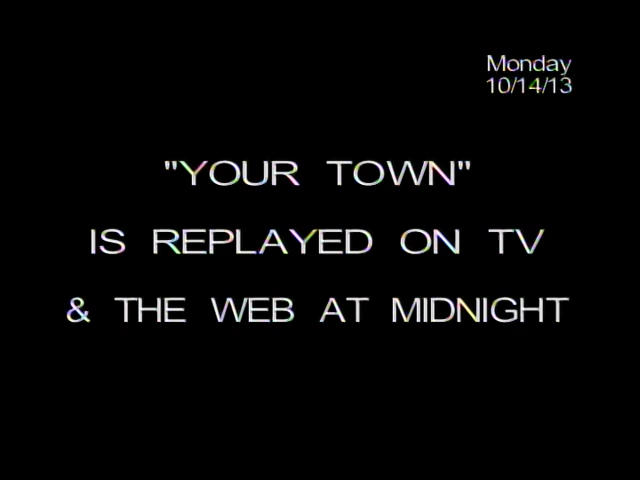 Monday
10/14/13
"YOUR TOWN"
IS REPLAYED ON TV
& THE WEB AT MIDNIGHT